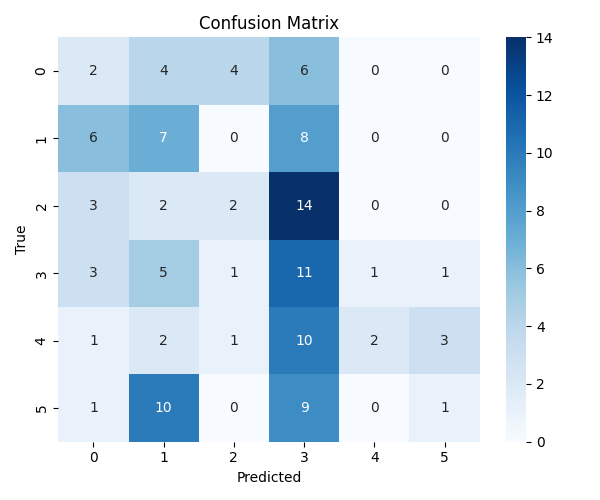 Confusion Matrix
True
0 2 4 4 6 0 0
1 6 7 0 8 0 0
2 3 2 2 14 0 0
3 3 5 1 11 1 1
4 1 2 1 10 2 3
5 1 10 0 9 0 1
0 1 2 3 4 5
Predicted
14
12
10
8
6
4
2
0